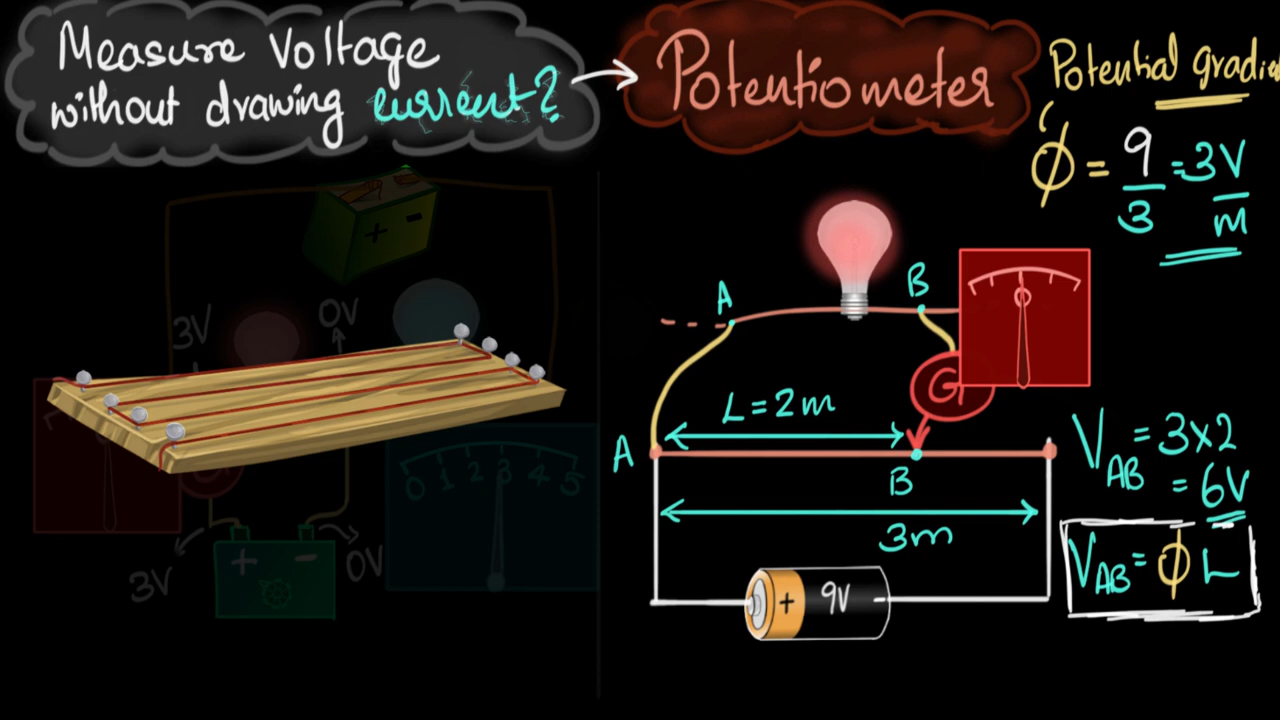 Measure Voltage
without drawing current?
Potentiometer
Potential gradie
ϕ = 9/3 = 3V/m
3V
0V
A
B
G
L = 2m
A
B
3m
+ 9V -
V_AB = 3×2
= 6V
V_AB = ϕ L
+ -
0 1 2 3 4 5
+ -
3V
0V